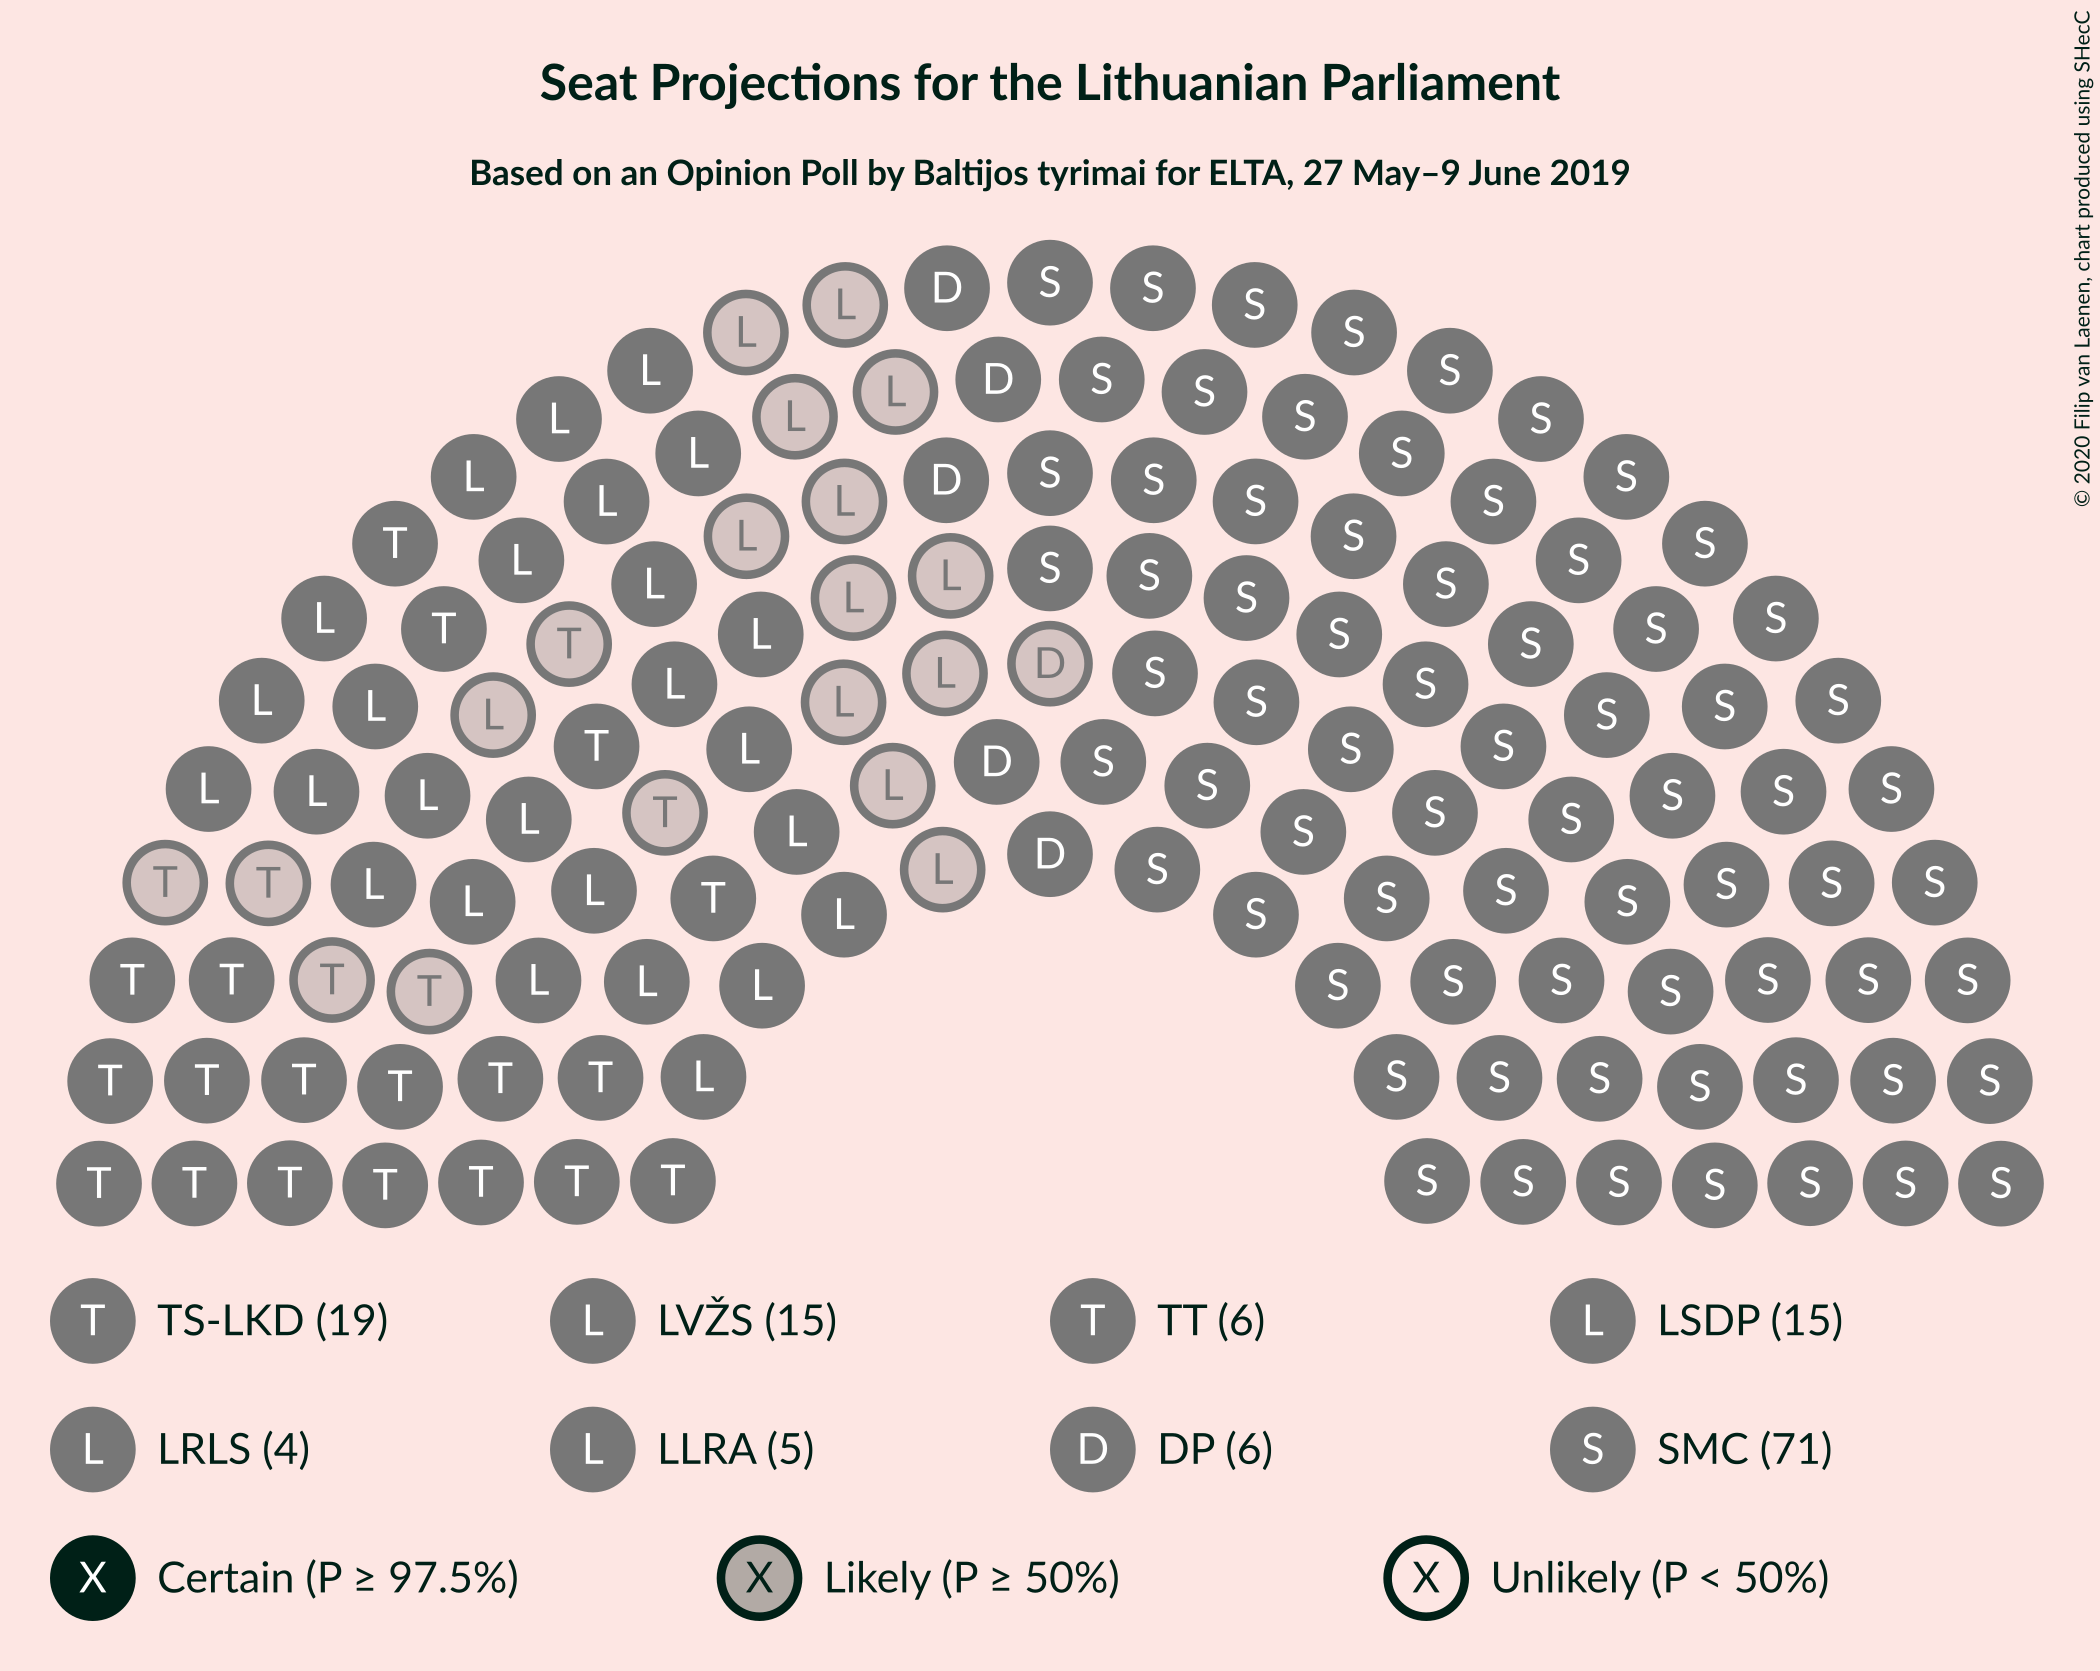 Seat Projections for the Lithuanian Parliament
Based on an Opinion Poll by Baltijos tyrimai for ELTA, 27 May–9 June 2019
© 2020 Filip van Laenen, chart produced using SHecC
L L D S S S S
L L L D S S S S S
L L L L D S S S S S S
T L L L L S S S S S S S
L T T L L L D S S S S S S
L L L T L L L S S S S S S S
L L L L T L L D S S S S S S S S
T T L L L T L L D S S S S S S S S
T T T T L L L S S S S S S S
T T T T T T L S S S S S S S
T T T T T T T S S S S S S S
T TS-LKD (19) L LVŽS (15) T TT (6) L LSDP (15)
L LRLS (4) L LLRA (5) D DP (6) S SMC (71)
X Certain (P ≥ 97.5%) X Likely (P ≥ 50%) X Unlikely (P < 50%)